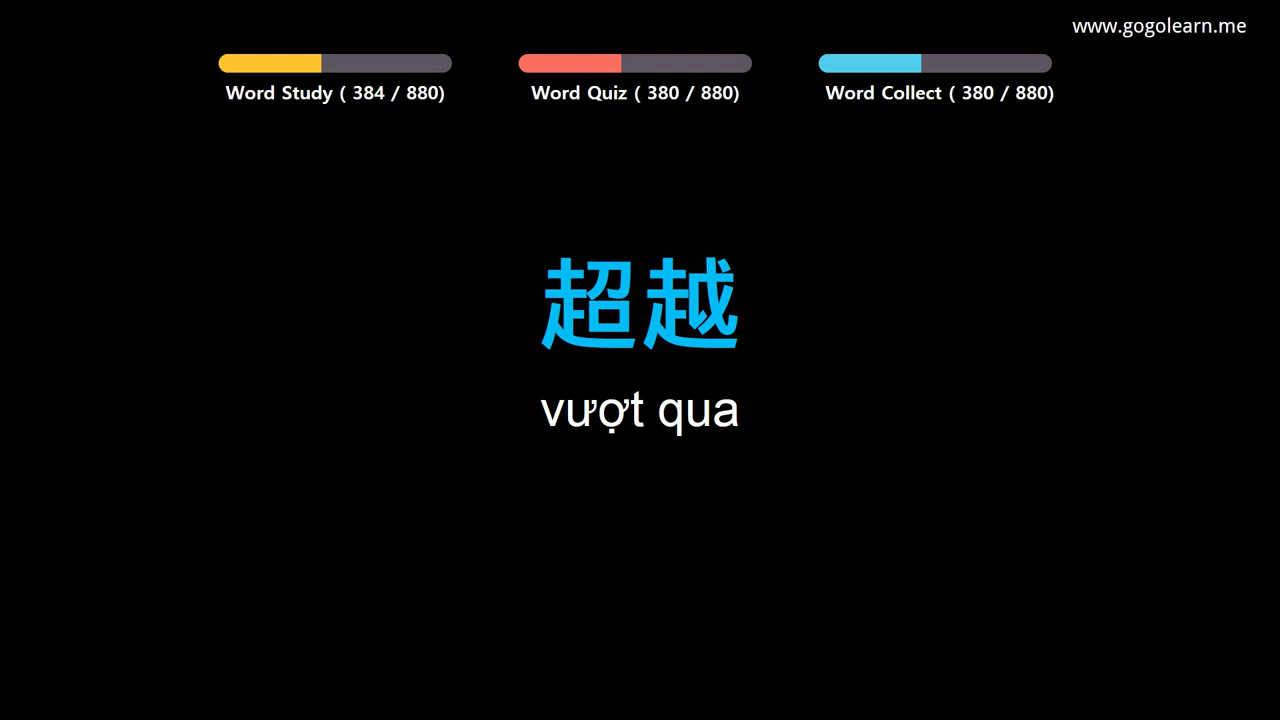 www.gogolearn.me
Word Study ( 384 / 880)
Word Quiz ( 380 / 880)
Word Collect ( 380 / 880)
超越
vượt qua